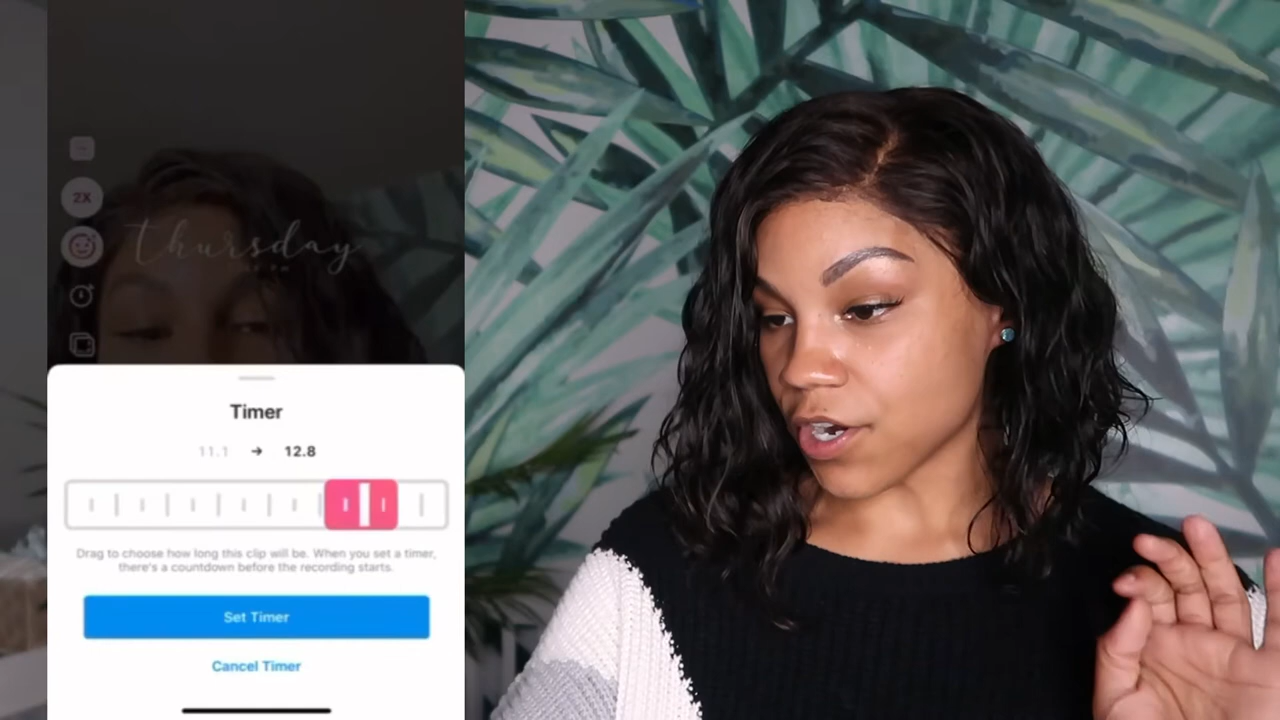 2X
thursday
Timer
11.1 → 12.8
Drag to choose how long this clip will be. When you set a timer,
there's a countdown before the recording starts.
Set Timer
Cancel Timer